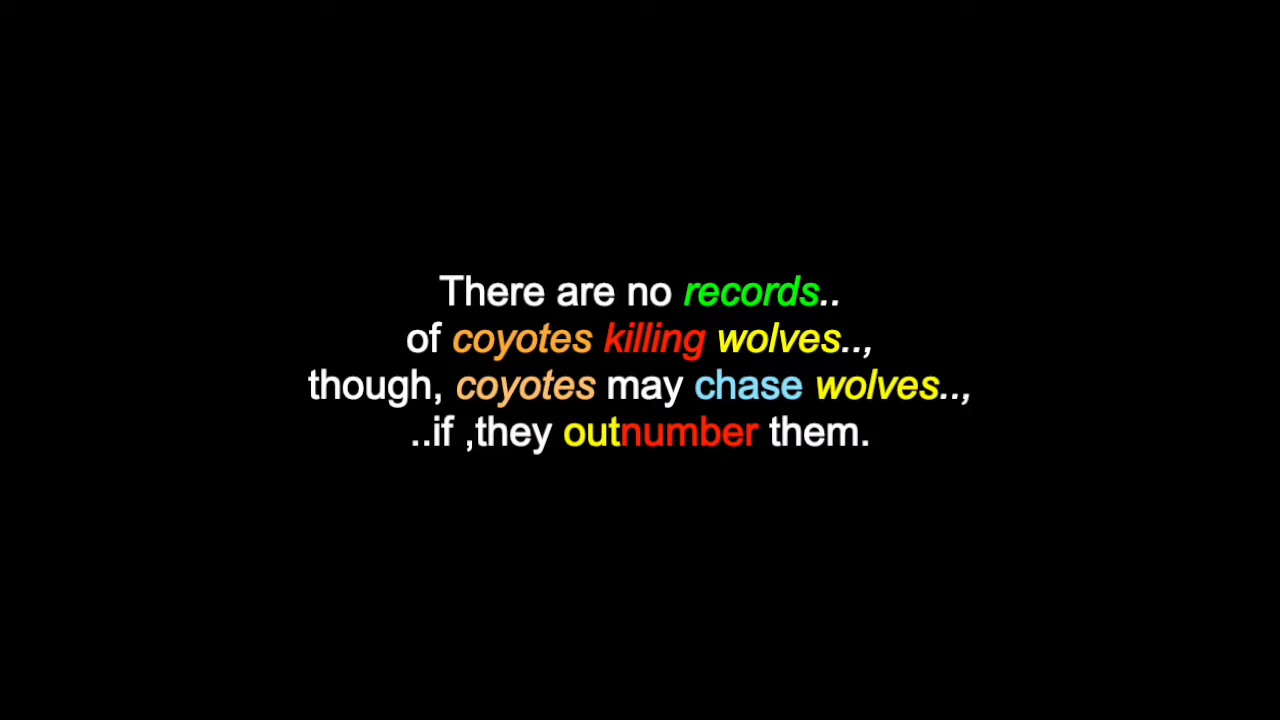 There are no records..
of coyotes killing wolves..,
though, coyotes may chase wolves..,
..if ,they outnumber them.